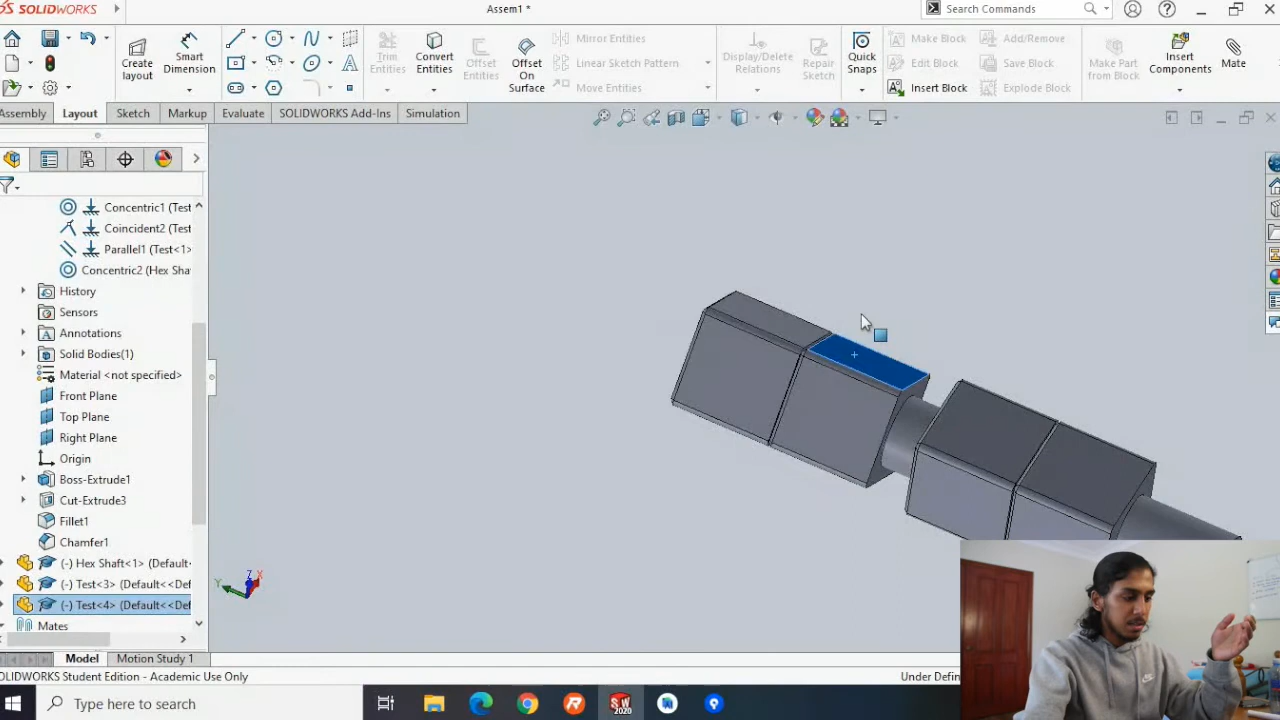 SOLIDWORKS
Assem1 *
Search Commands
Create layout
Smart Dimension
Trim Entities
Convert Entities
Offset Entities
Offset On Surface
Mirror Entities
Linear Sketch Pattern
Move Entities
Display/Delete Relations
Repair Sketch
Quick Snaps
Make Block
Edit Block
Insert Block
Add/Remove
Save Block
Explode Block
Make Part from Block
Insert Components
Mate
Assembly
Layout
Sketch
Markup
Evaluate
SOLIDWORKS Add-Ins
Simulation
Concentric1 (Test
Coincident2 (Test
Parallel1 (Test<1>
Concentric2 (Hex Sha
History
Sensors
Annotations
Solid Bodies(1)
Material <not specified>
Front Plane
Top Plane
Right Plane
Origin
Boss-Extrude1
Cut-Extrude3
Fillet1
Chamfer1
(-) Hex Shaft<1> (Default
(-) Test<3> (Default<<Def
(-) Test<4> (Default<<Def
Mates
Y
Z
X
Model
Motion Study 1
OLIDWORKS Student Edition - Academic Use Only
Under Defin
Type here to search
SW
2020